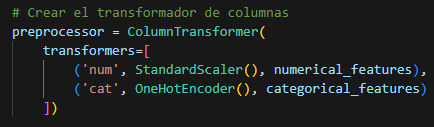 # Crear el transformador de columnas
preprocessor = ColumnTransformer(
    transformers=[
        ('num', StandardScaler(), numerical_features),
        ('cat', OneHotEncoder(), categorical_features)
    ])